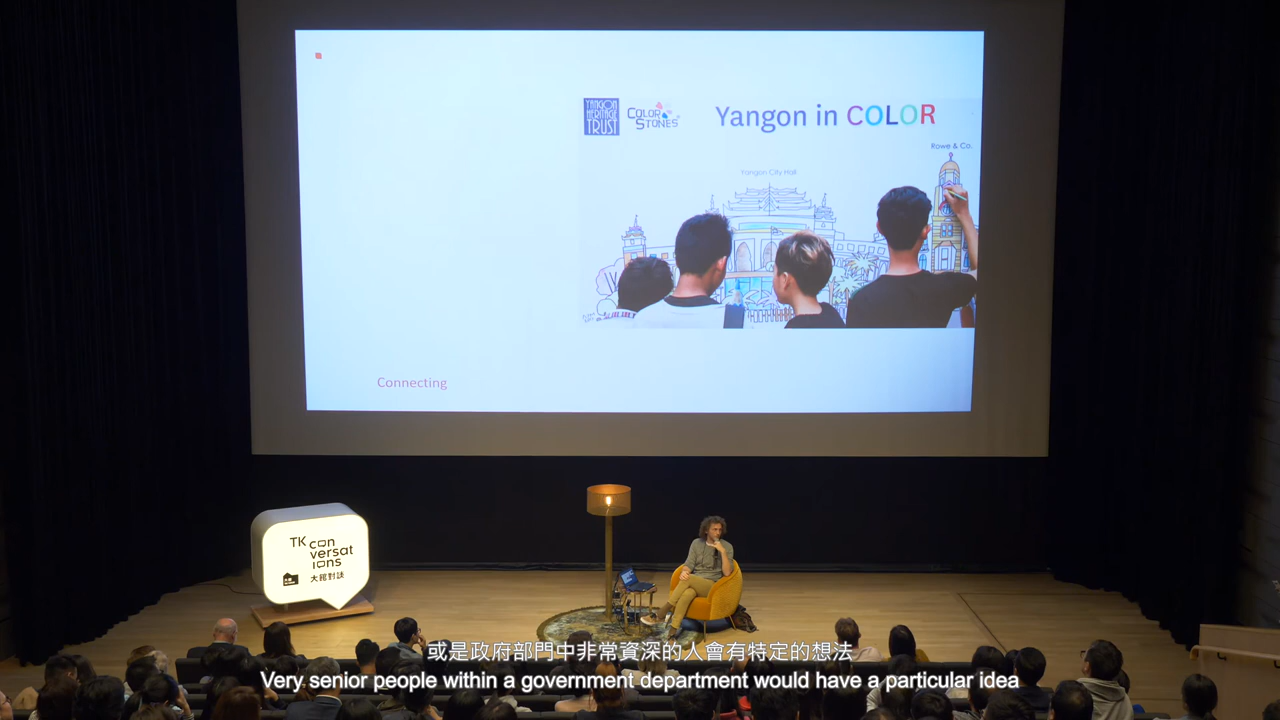 YANGON
HERITAGE
TRUST
COLOR
STONES
Yangon in COLOR
Rowe & Co.
Yangon City Hall
Connecting
TK con
versat
ions
大館對談
或是政府部門中非常資深的人會有特定的想法
Very senior people within a government department would have a particular idea